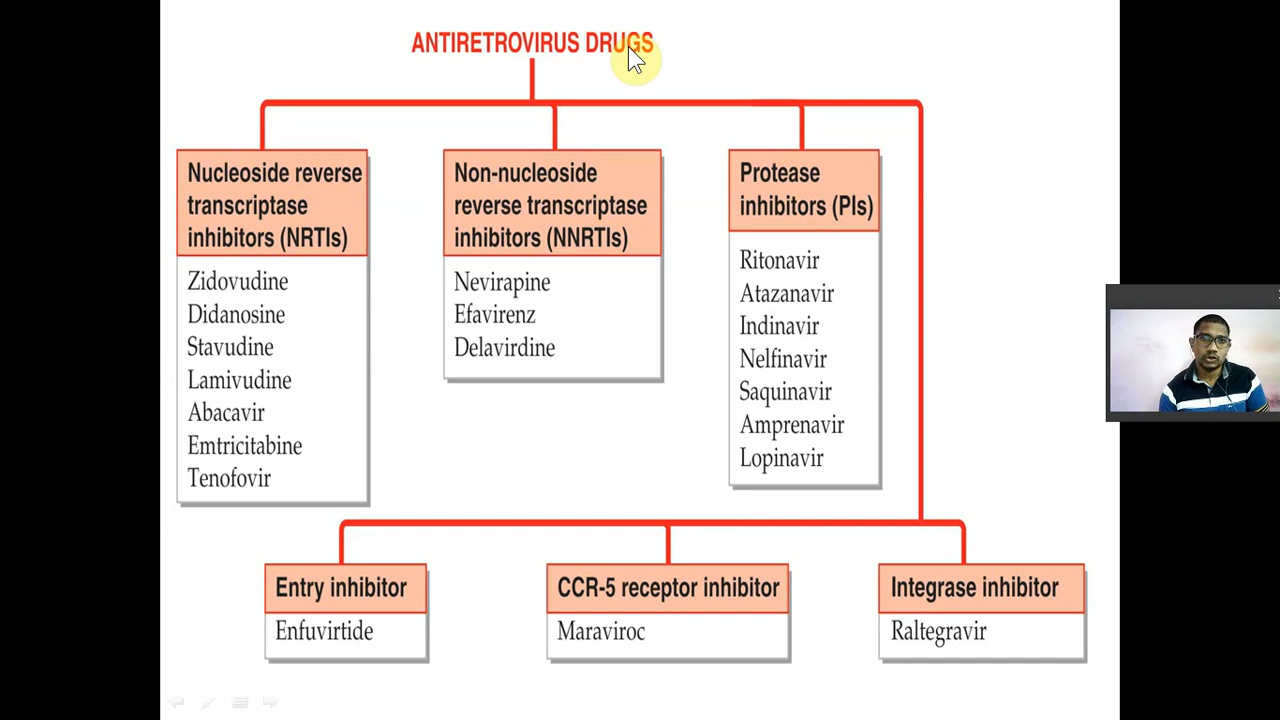 ANTIRETROVIRUS DRUGS
Nucleoside reverse
transcriptase
inhibitors (NRTIs)
Zidovudine
Didanosine
Stavudine
Lamivudine
Abacavir
Emtricitabine
Tenofovir
Non-nucleoside
reverse transcriptase
inhibitors (NNRTIs)
Nevirapine
Efavirenz
Delavirdine
Protease
inhibitors (PIs)
Ritonavir
Atazanavir
Indinavir
Nelfinavir
Saquinavir
Amprenavir
Lopinavir
Entry inhibitor
Enfuvirtide
CCR-5 receptor inhibitor
Maraviroc
Integrase inhibitor
Raltegravir